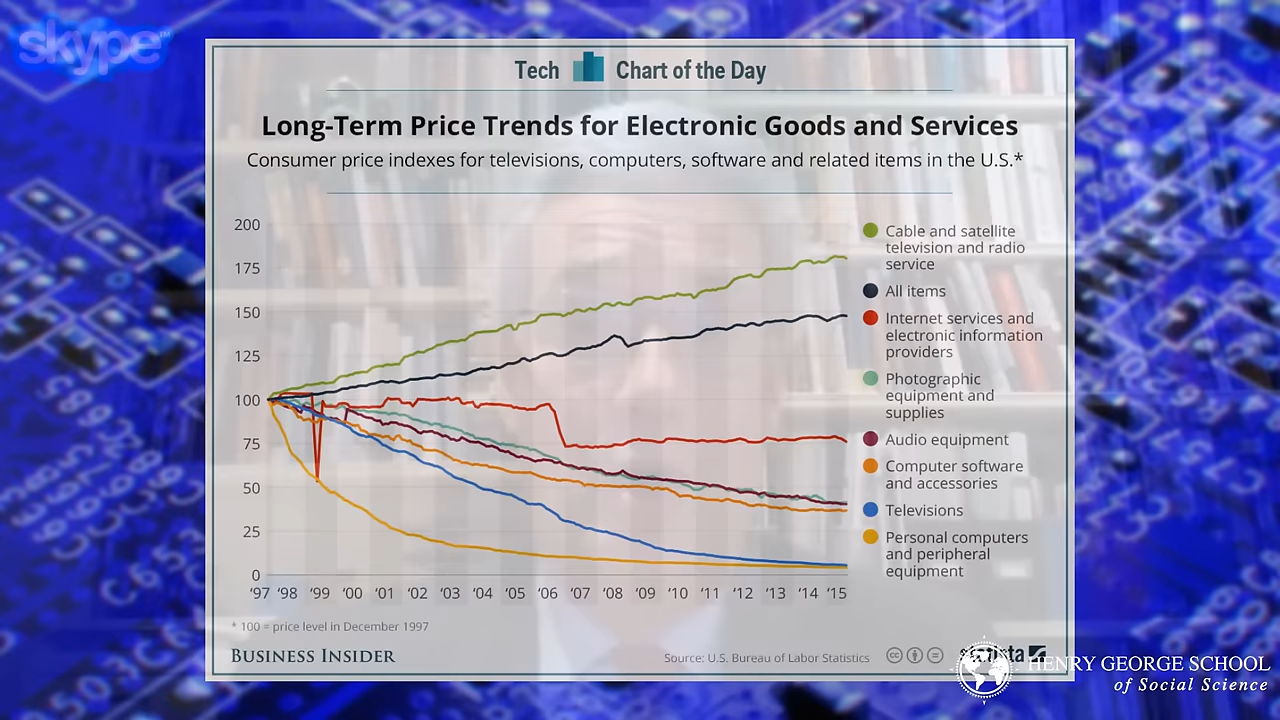 skype™
Tech Chart of the Day
Long-Term Price Trends for Electronic Goods and Services
Consumer price indexes for televisions, computers, software and related items in the U.S.*
200
175
150
125
100
75
50
25
0
Cable and satellite
television and radio
service
All items
Internet services and
electronic information
providers
Photographic
equipment and
supplies
Audio equipment
Computer software
and accessories
Televisions
Personal computers
and peripheral
equipment
‘97 ‘98 ‘99 ‘00 ‘01 ‘02 ‘03 ‘04 ‘05 ‘06 ‘07 ‘08 ‘09 ‘10 ‘11 ‘12 ‘13 ‘14 ‘15
* 100 = price level in December 1997
BUSINESS INSIDER
Source: U.S. Bureau of Labor Statistics
HENRY GEORGE SCHOOL
of Social Science